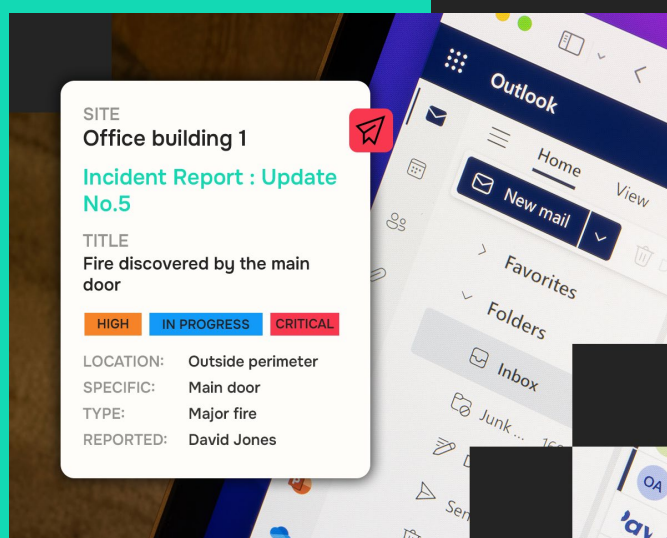 SITE
Office building 1
Incident Report : Update
No.5
TITLE
Fire discovered by the main
door
HIGH IN PROGRESS CRITICAL
LOCATION: Outside perimeter
SPECIFIC: Main door
TYPE: Major fire
REPORTED: David Jones
Outlook
Home View
New mail
Favorites
Folders
Inbox
Junk ...
OA